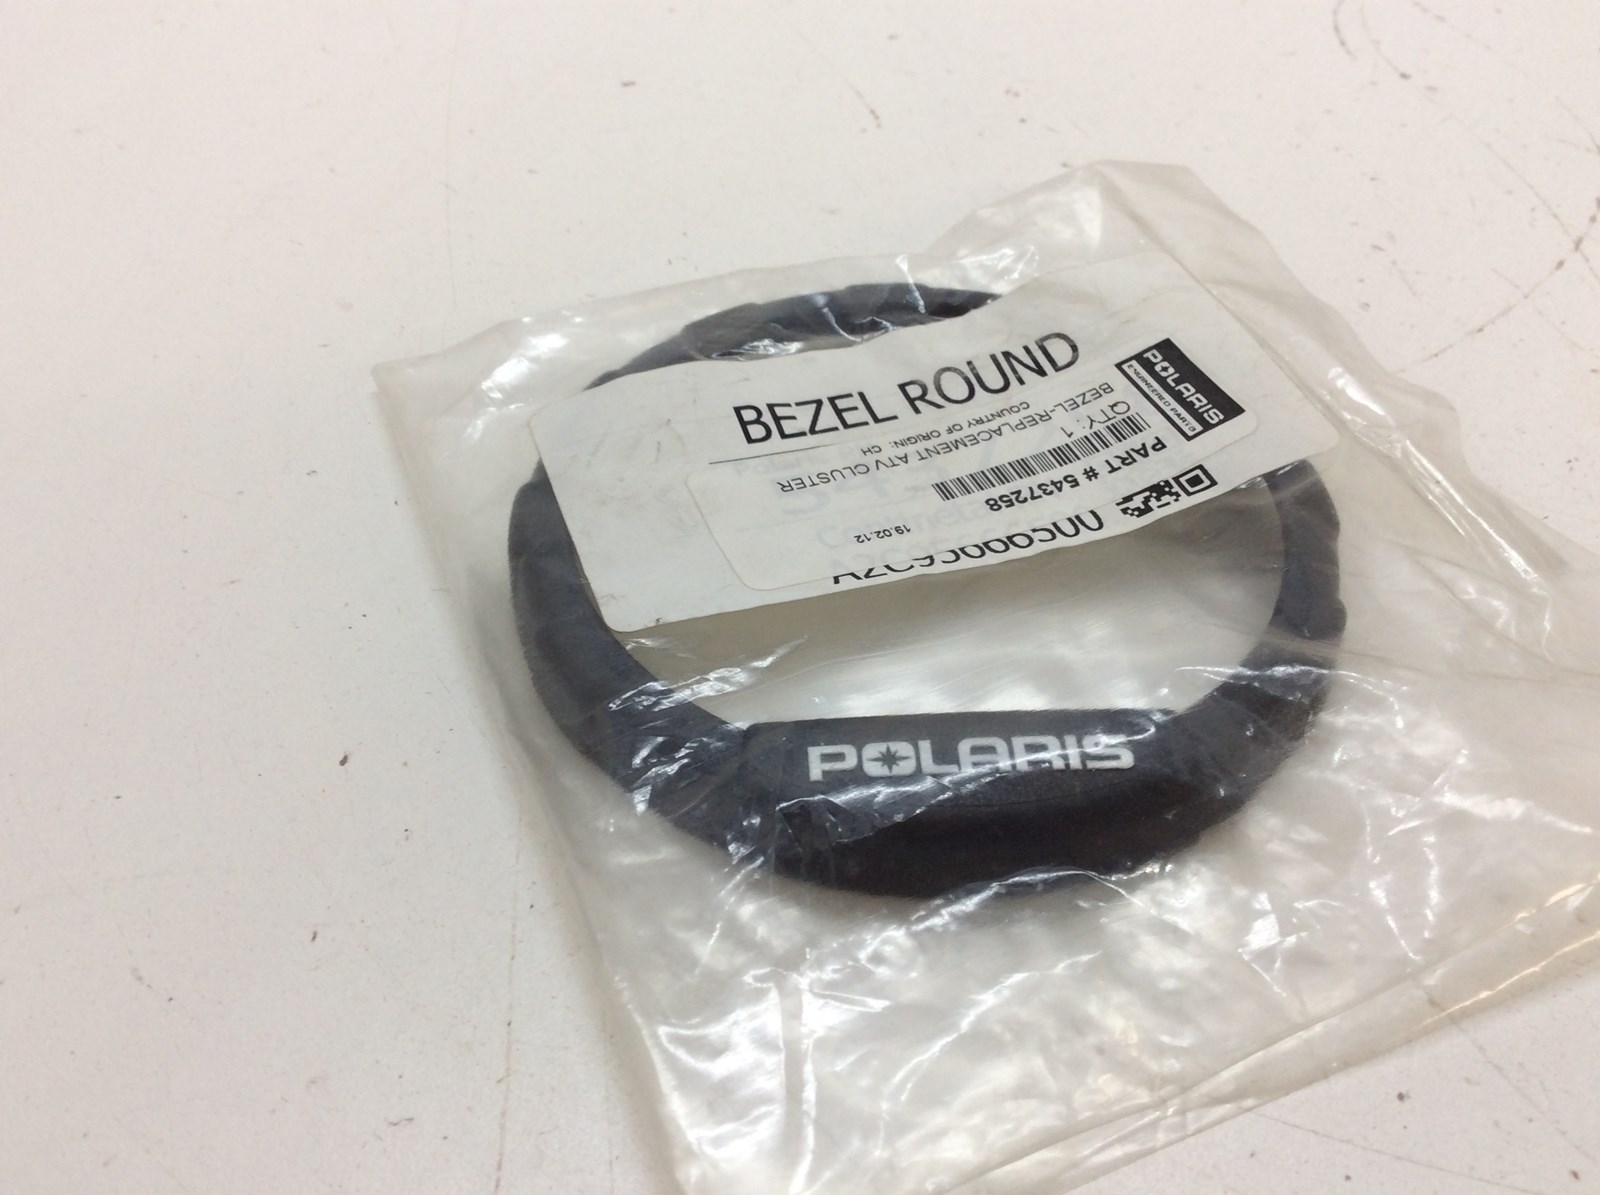 BEZEL ROUND
POLARIS
ENGINEERED PARTS
PART # 5437258
QTY: 1
BEZEL-REPLACEMENT ATV CLUSTER
COUNTRY OF ORIGIN: CH
19.02.12
POLARIS